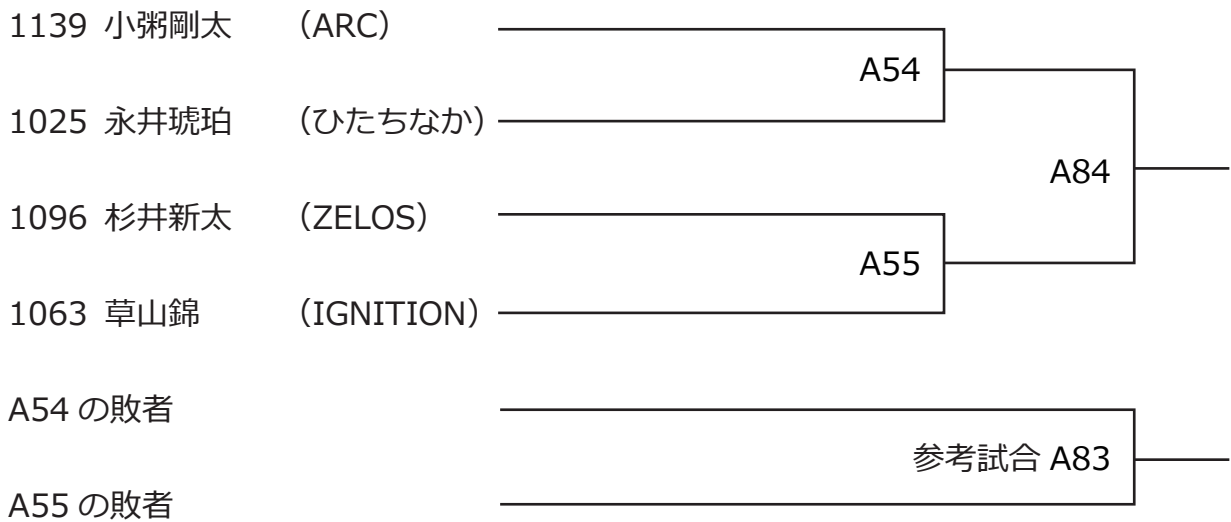 1139 小粥剛太 （ARC）
A54
1025 永井琥珀 （ひたちなか）
A84
1096 杉井新太 （ZELOS）
A55
1063 草山錦 （IGNITION）
A54 の敗者
参考試合 A83
A55 の敗者